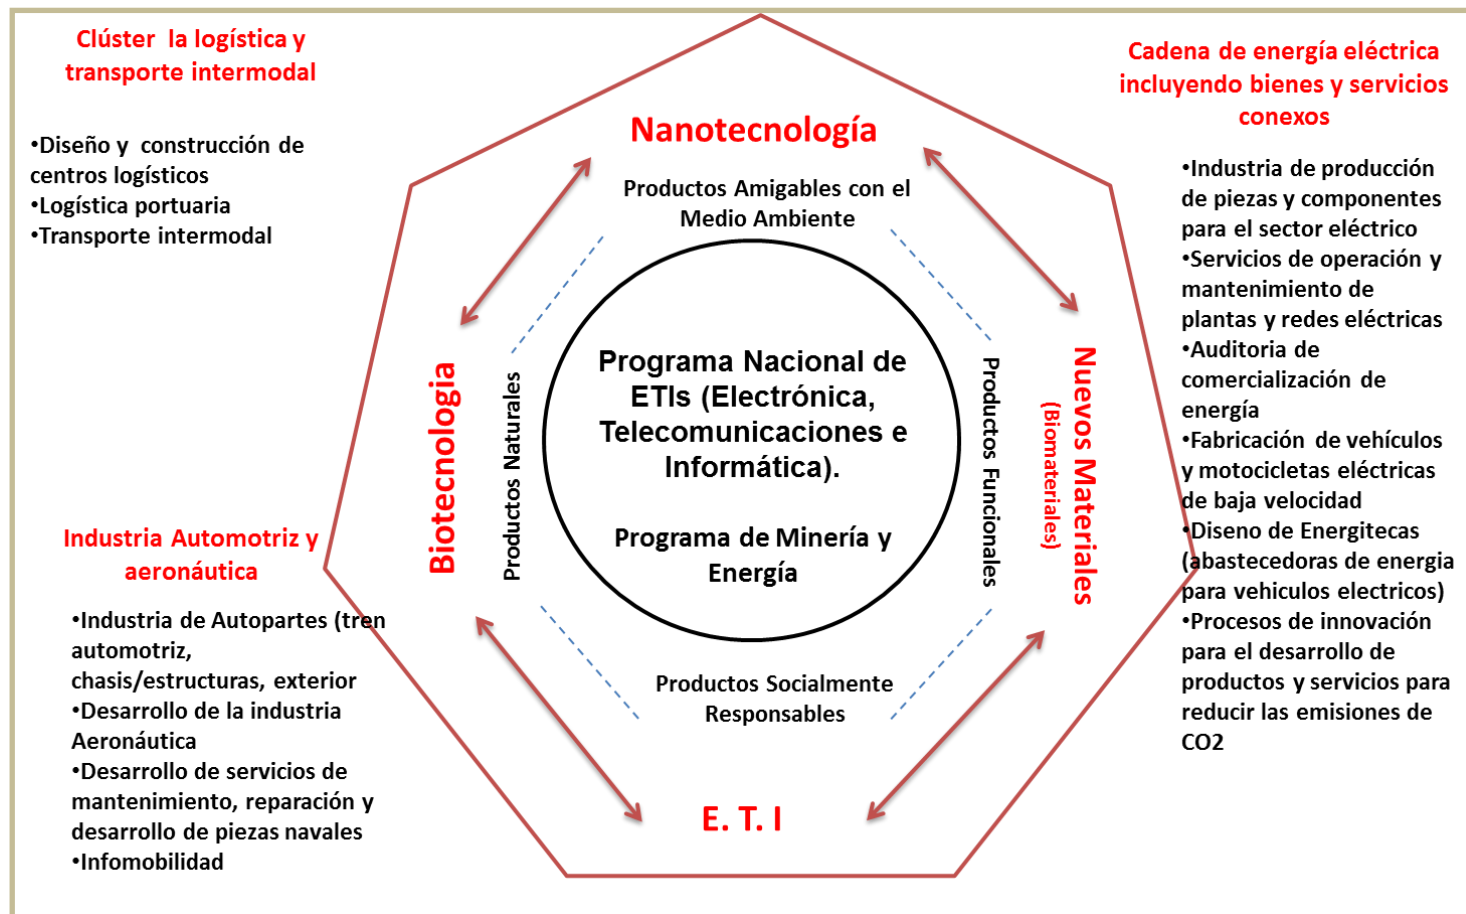 Clúster  la logística y
transporte intermodal
•Diseño y  construcción de
centros logísticos
•Logística portuaria
•Transporte intermodal
Industria Automotriz y
aeronáutica
•Industria de Autopartes (tren
automotriz,
chasis/estructuras, exterior
•Desarrollo de la industria
Aeronáutica
•Desarrollo de servicios de
mantenimiento, reparación y
desarrollo de piezas navales
•Infomobilidad
Nanotecnología
Productos Amigables con el
Medio Ambiente
Biotecnologia
Productos Naturales
Programa Nacional de
ETIs (Electrónica,
Telecomunicaciones e
Informática).
Programa de Minería y
Energía
Productos Funcionales
Nuevos Materiales
(Biomateriales)
Productos Socialmente
Responsables
E. T. I
Cadena de energía eléctrica
incluyendo bienes y servicios
conexos
•Industria de producción
de piezas y componentes
para el sector eléctrico
•Servicios de operación y
mantenimiento de
plantas y redes eléctricas
•Auditoria de
comercialización de
energía
•Fabricación de vehículos
y motocicletas eléctricas
de baja velocidad
•Diseno de Energitecas
(abastecedoras de energia
para vehiculos electricos)
•Procesos de innovación
para el desarrollo de
productos y servicios para
reducir las emisiones de
CO2